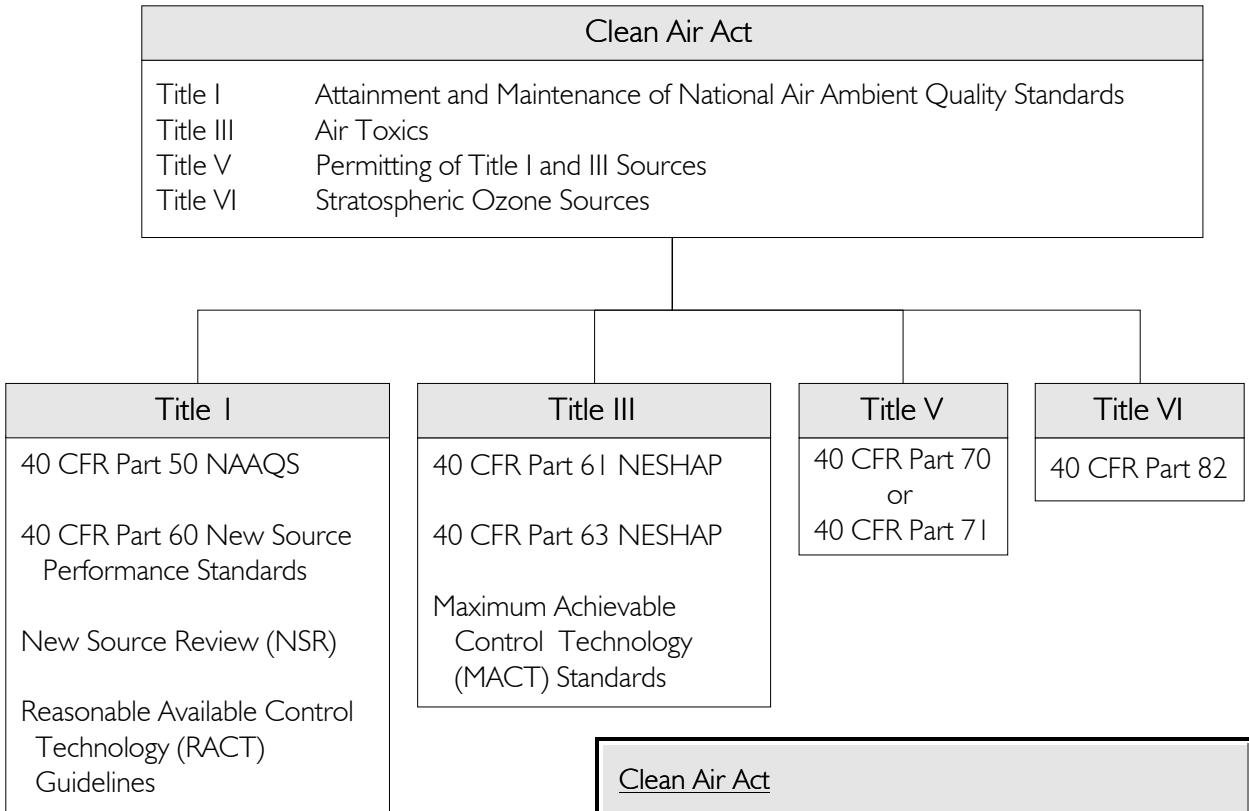 Clean Air Act
Title I Attainment and Maintenance of National Air Ambient Quality Standards
Title III Air Toxics
Title V Permitting of Title I and III Sources
Title VI Stratospheric Ozone Sources
Title I
40 CFR Part 50 NAAQS
40 CFR Part 60 New Source
Performance Standards
New Source Review (NSR)
Reasonable Available Control
Technology (RACT)
Guidelines
Title III
40 CFR Part 61 NESHAP
40 CFR Part 63 NESHAP
Maximum Achievable
Control Technology
(MACT) Standards
Title V
40 CFR Part 70
or
40 CFR Part 71
Title VI
40 CFR Part 82
Clean Air Act